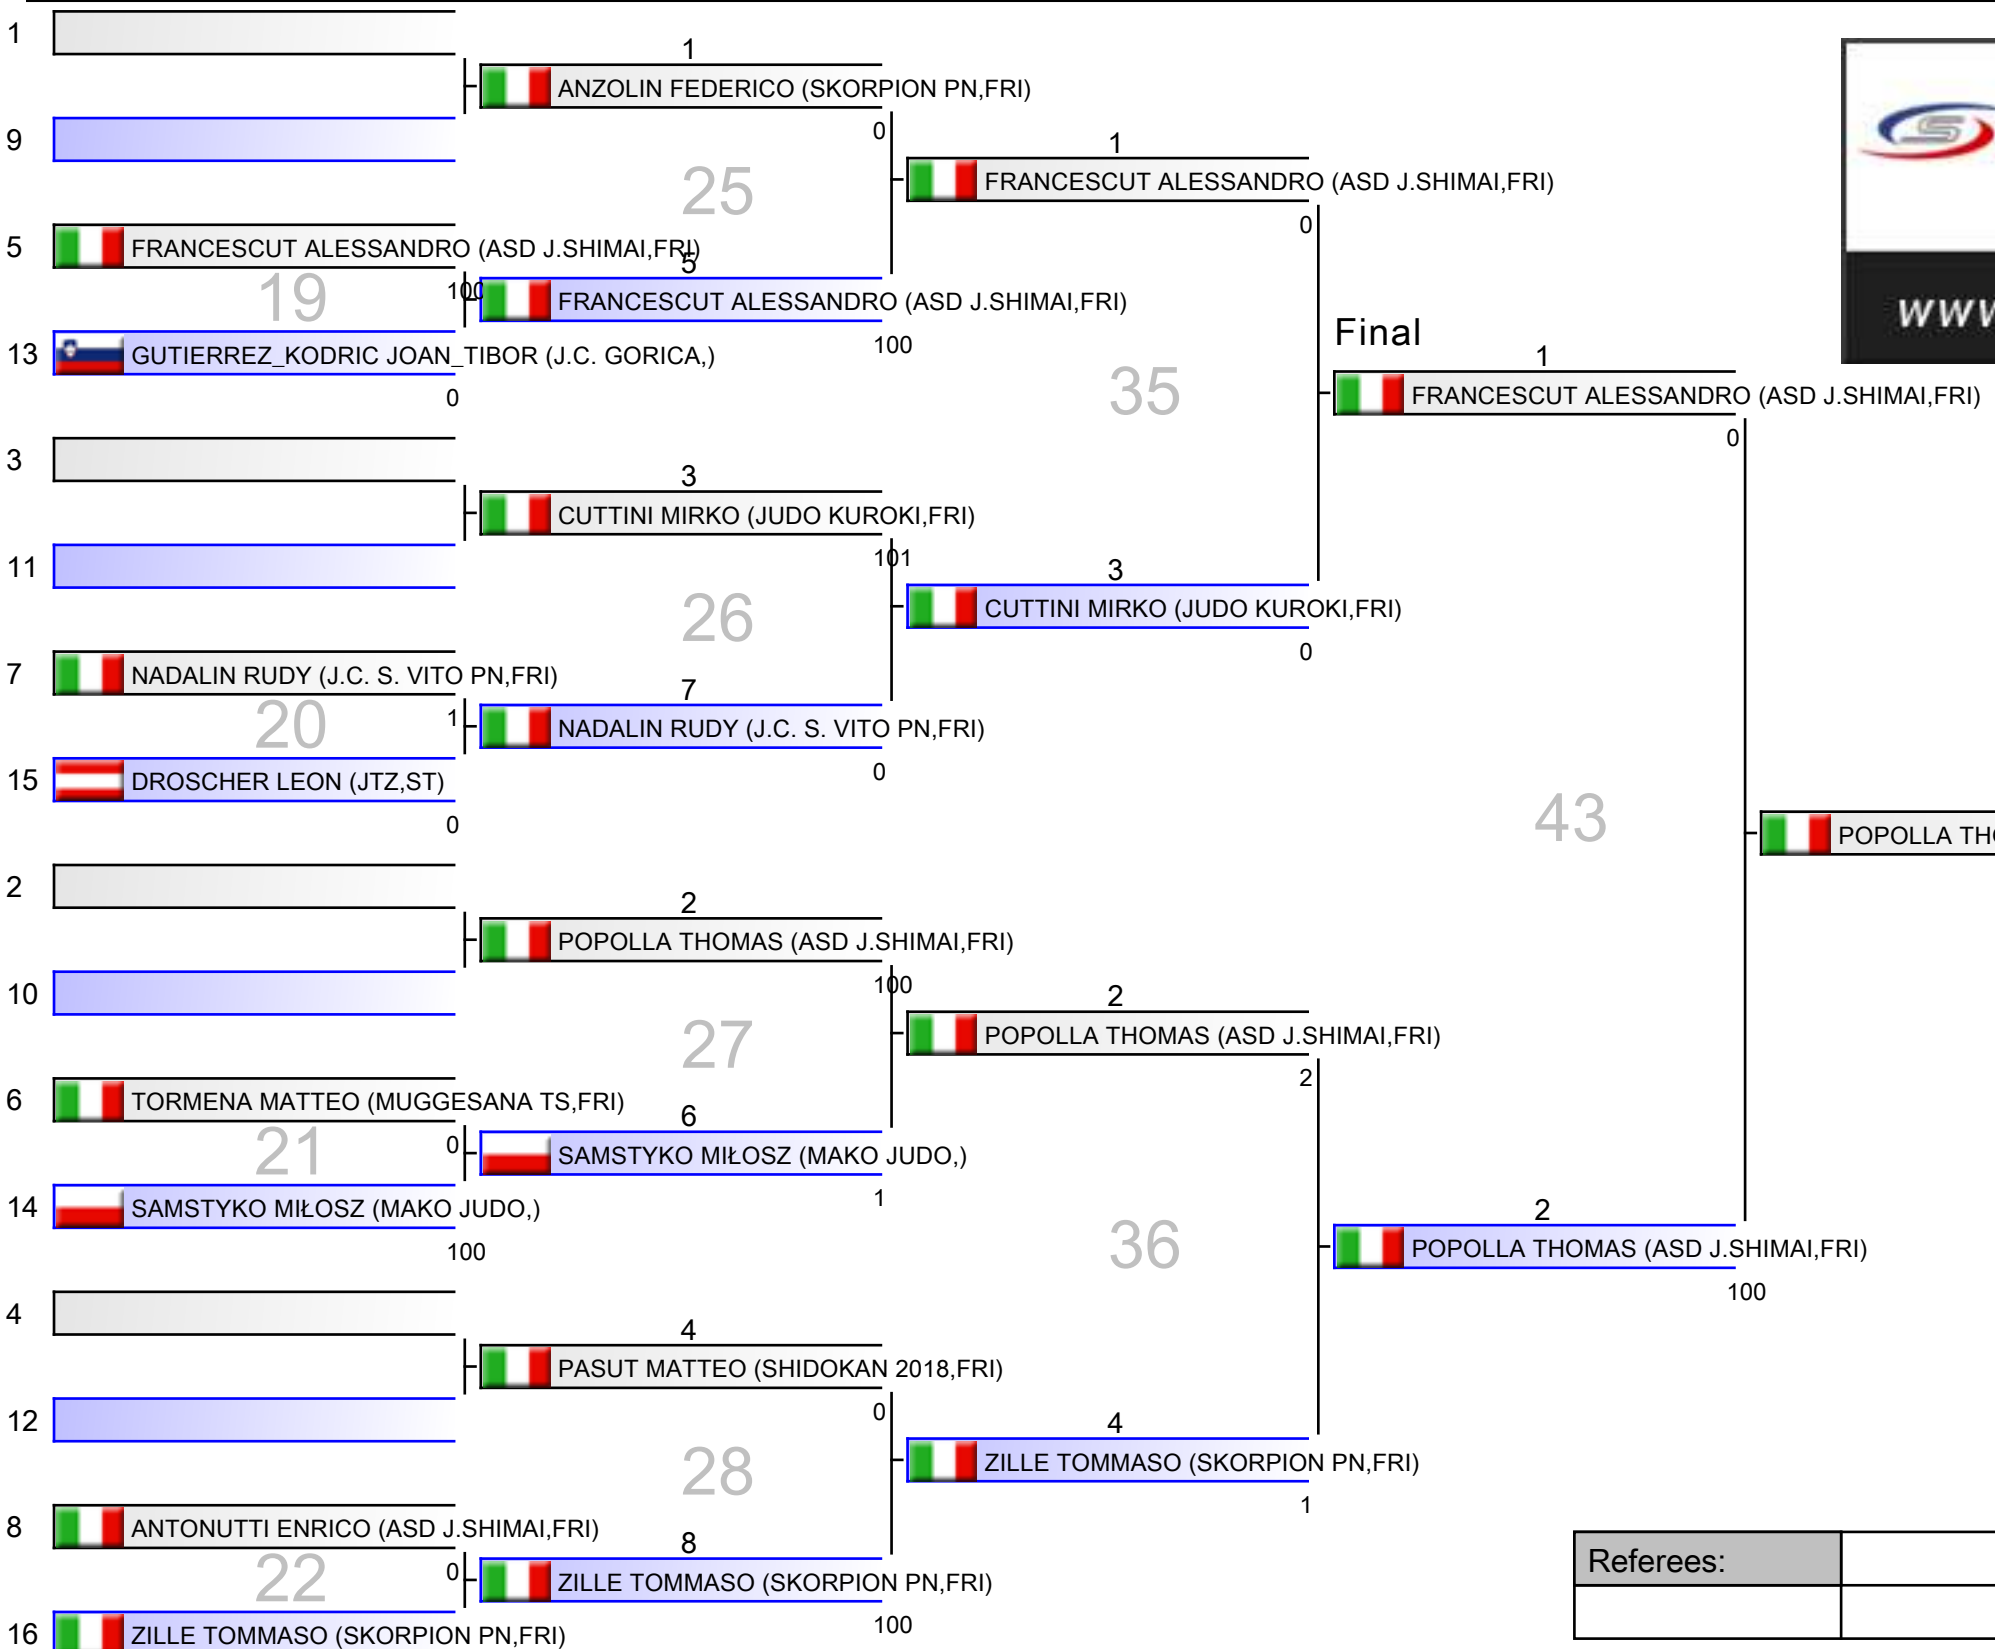 1
1
ANZOLIN FEDERICO (SKORPION PN,FRI)
9
0
25
1
FRANCESCUT ALESSANDRO (ASD J.SHIMAI,FRI)
0
5
FRANCESCUT ALESSANDRO (ASD J.SHIMAI,FRI)
19
100
5
FRANCESCUT ALESSANDRO (ASD J.SHIMAI,FRI)
100
13
GUTIERREZ_KODRIC JOAN_TIBOR (J.C. GORICA,)
0
35
Final
1
FRANCESCUT ALESSANDRO (ASD J.SHIMAI,FRI)
0
www
3
3
CUTTINI MIRKO (JUDO KUROKI,FRI)
101
11
26
3
CUTTINI MIRKO (JUDO KUROKI,FRI)
0
7
NADALIN RUDY (J.C. S. VITO PN,FRI)
20
1
7
NADALIN RUDY (J.C. S. VITO PN,FRI)
0
15
DROSCHER LEON (JTZ,ST)
0
43
POPOLLA THO
2
2
POPOLLA THOMAS (ASD J.SHIMAI,FRI)
100
10
27
2
POPOLLA THOMAS (ASD J.SHIMAI,FRI)
2
6
TORMENA MATTEO (MUGGESANA TS,FRI)
21
0
6
SAMSTYKO MIŁOSZ (MAKO JUDO,)
1
14
SAMSTYKO MIŁOSZ (MAKO JUDO,)
100
36
2
POPOLLA THOMAS (ASD J.SHIMAI,FRI)
100
4
4
PASUT MATTEO (SHIDOKAN 2018,FRI)
0
12
28
4
ZILLE TOMMASO (SKORPION PN,FRI)
1
8
ANTONUTTI ENRICO (ASD J.SHIMAI,FRI)
22
0
8
ZILLE TOMMASO (SKORPION PN,FRI)
100
16
ZILLE TOMMASO (SKORPION PN,FRI)
Referees: